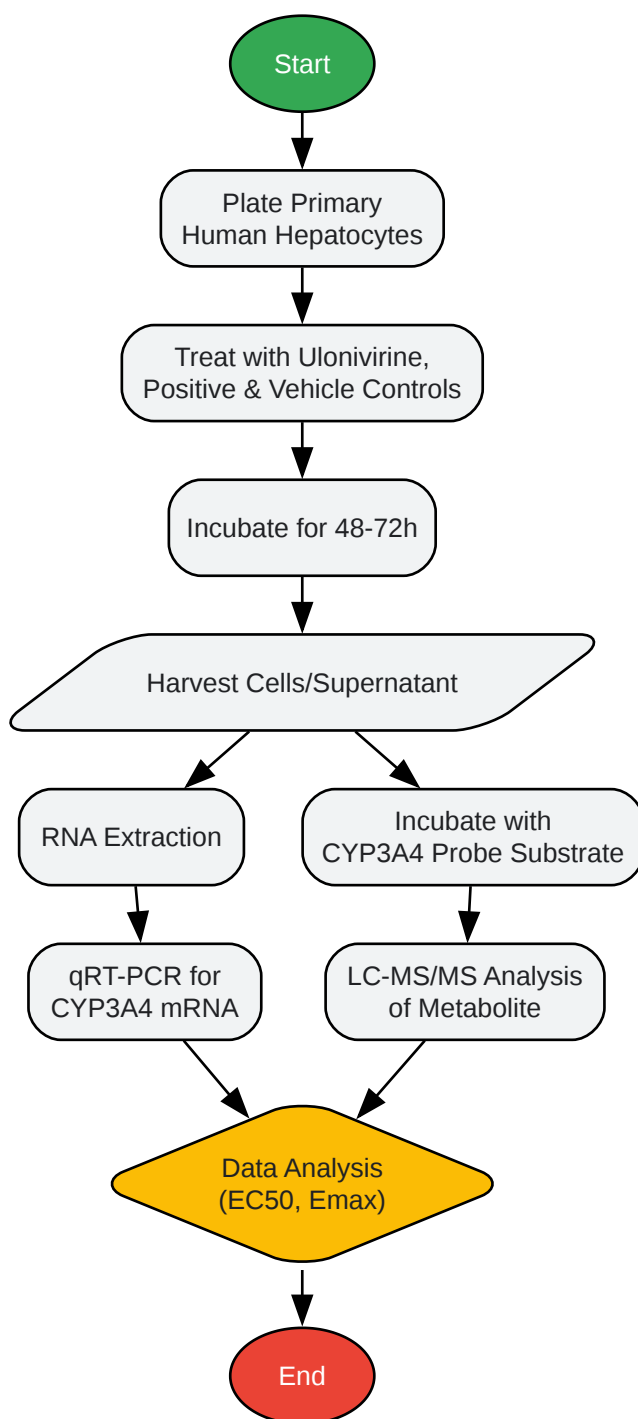 Start
Plate Primary
Human Hepatocytes
Treat with Ulonivirine,
Positive & Vehicle Controls
Incubate for 48-72h
Harvest Cells/Supernatant
RNA Extraction
Incubate with
CYP3A4 Probe Substrate
qRT-PCR for
CYP3A4 mRNA
LC-MS/MS Analysis
of Metabolite
Data Analysis
(EC50, Emax)
End